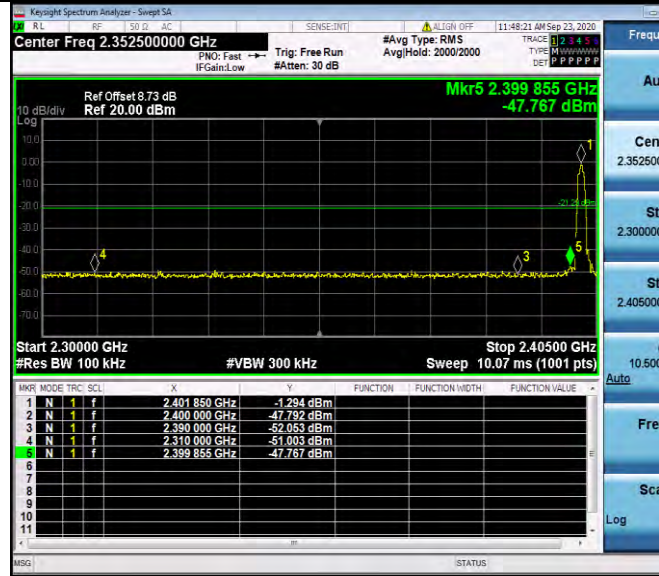 Keysight Spectrum Analyzer - Swept SA
RL RF 50 Ω AC SENSE:INT ALIGN OFF 11:48:21 AM Sep 23, 2020
Center Freq 2.352500000 GHz
PNO: Fast
IFGain:Low
Trig: Free Run
#Atten: 30 dB
#Avg Type: RMS
Avg|Hold: 2000/2000
TRACE 1 2 3 4 5 6
TYPE M
DET P P P P P P
Ref Offset 8.73 dB
10 dB/div Ref 20.00 dBm
Log
Mkr5 2.399 855 GHz
-47.767 dBm
10.0
0.00
-10.0
-20.0
-30.0
-40.0
-50.0
-60.0
-70.0
1
4
3
5
Start 2.30000 GHz Stop 2.40500 GHz
#Res BW 100 kHz #VBW 300 kHz Sweep 10.07 ms (1001 pts)
MKR MODE TRC SCL X Y FUNCTION FUNCTION WIDTH FUNCTION VALUE
1 N 1 f 2.401 850 GHz -1.294 dBm
2 N 1 f 2.400 000 GHz -47.792 dBm
3 N 1 f 2.390 000 GHz -52.053 dBm
4 N 1 f 2.310 000 GHz -51.003 dBm
5 N 1 f 2.399 855 GHz -47.767 dBm
6
7
8
9
10
11
MSG STATUS
Frequ
Au
Cen
2.352500
St
2.300000
St
2.405000
10.500
Auto
Fre
Sca
Log